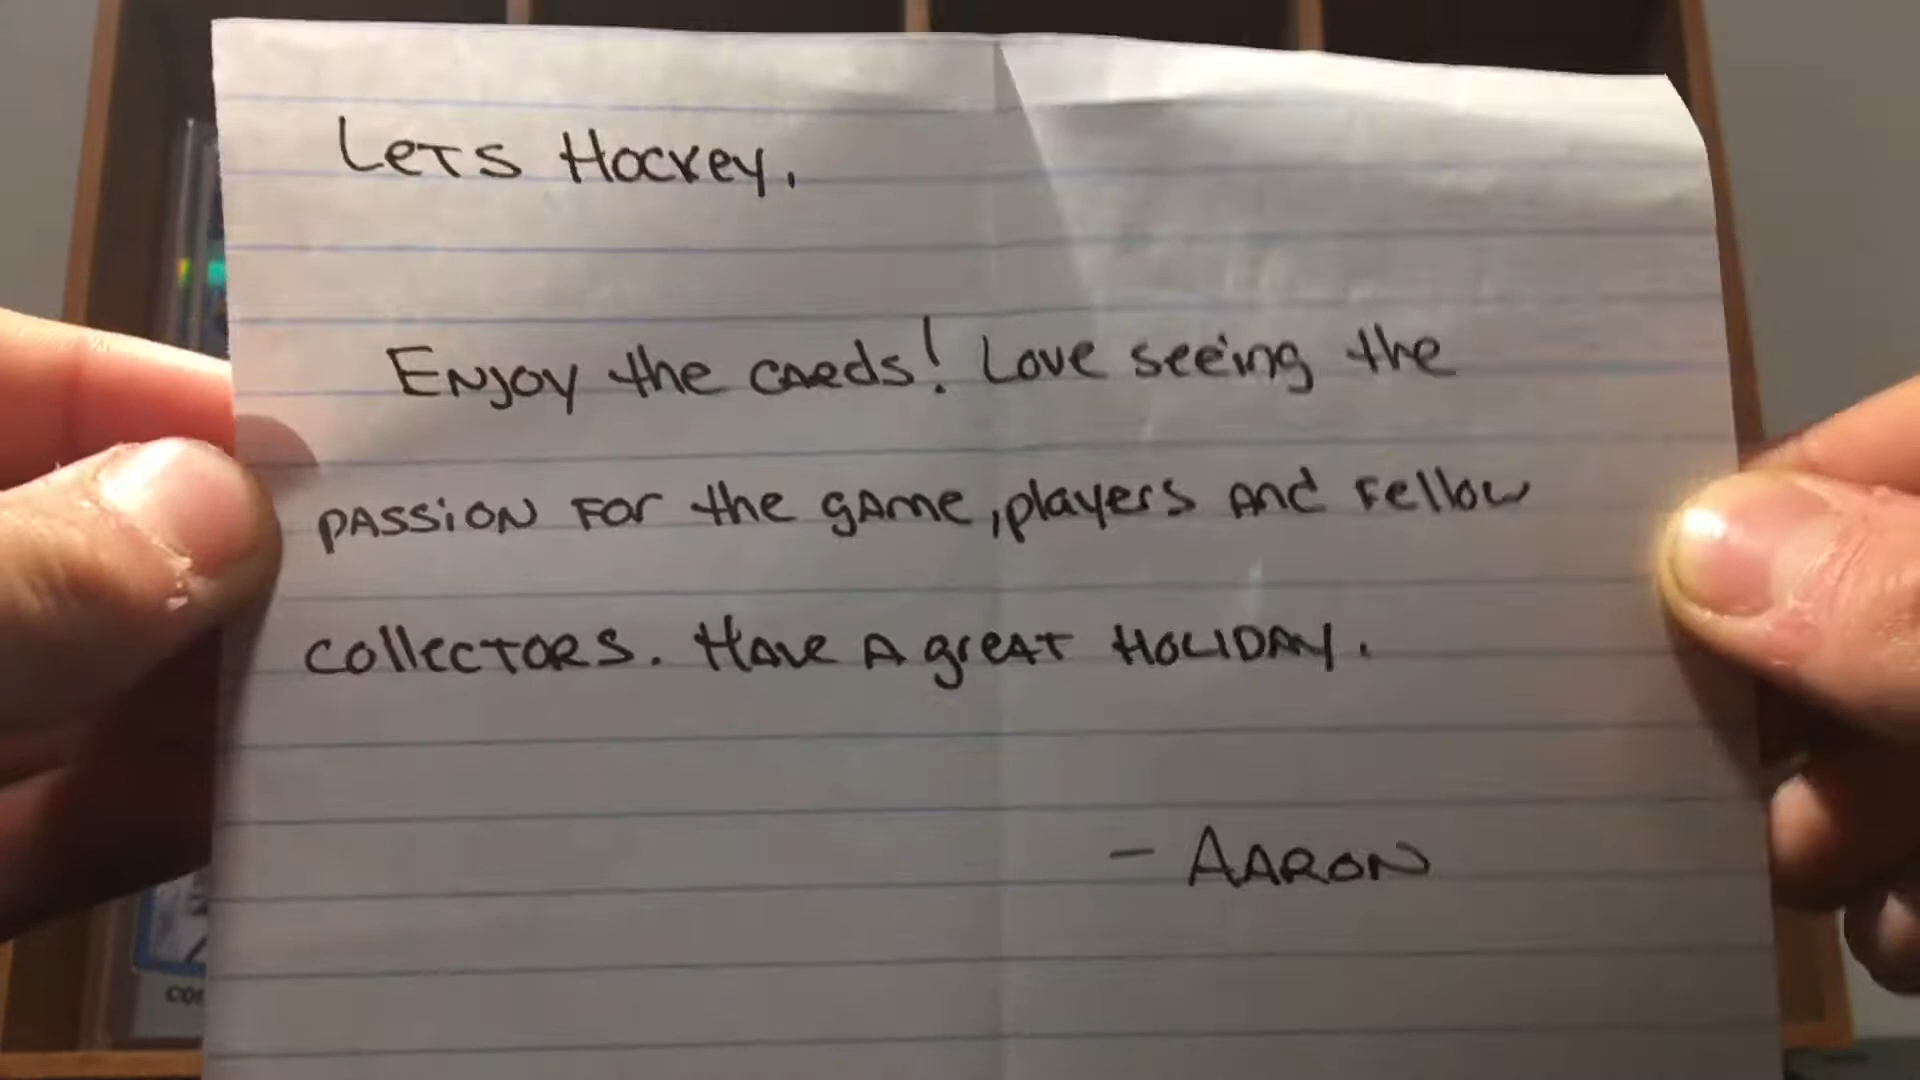 Lets Hockey,
Enjoy the cards! Love seeing the
passion for the game, players and fellow
collectors. Have a great holiday.
- Aaron